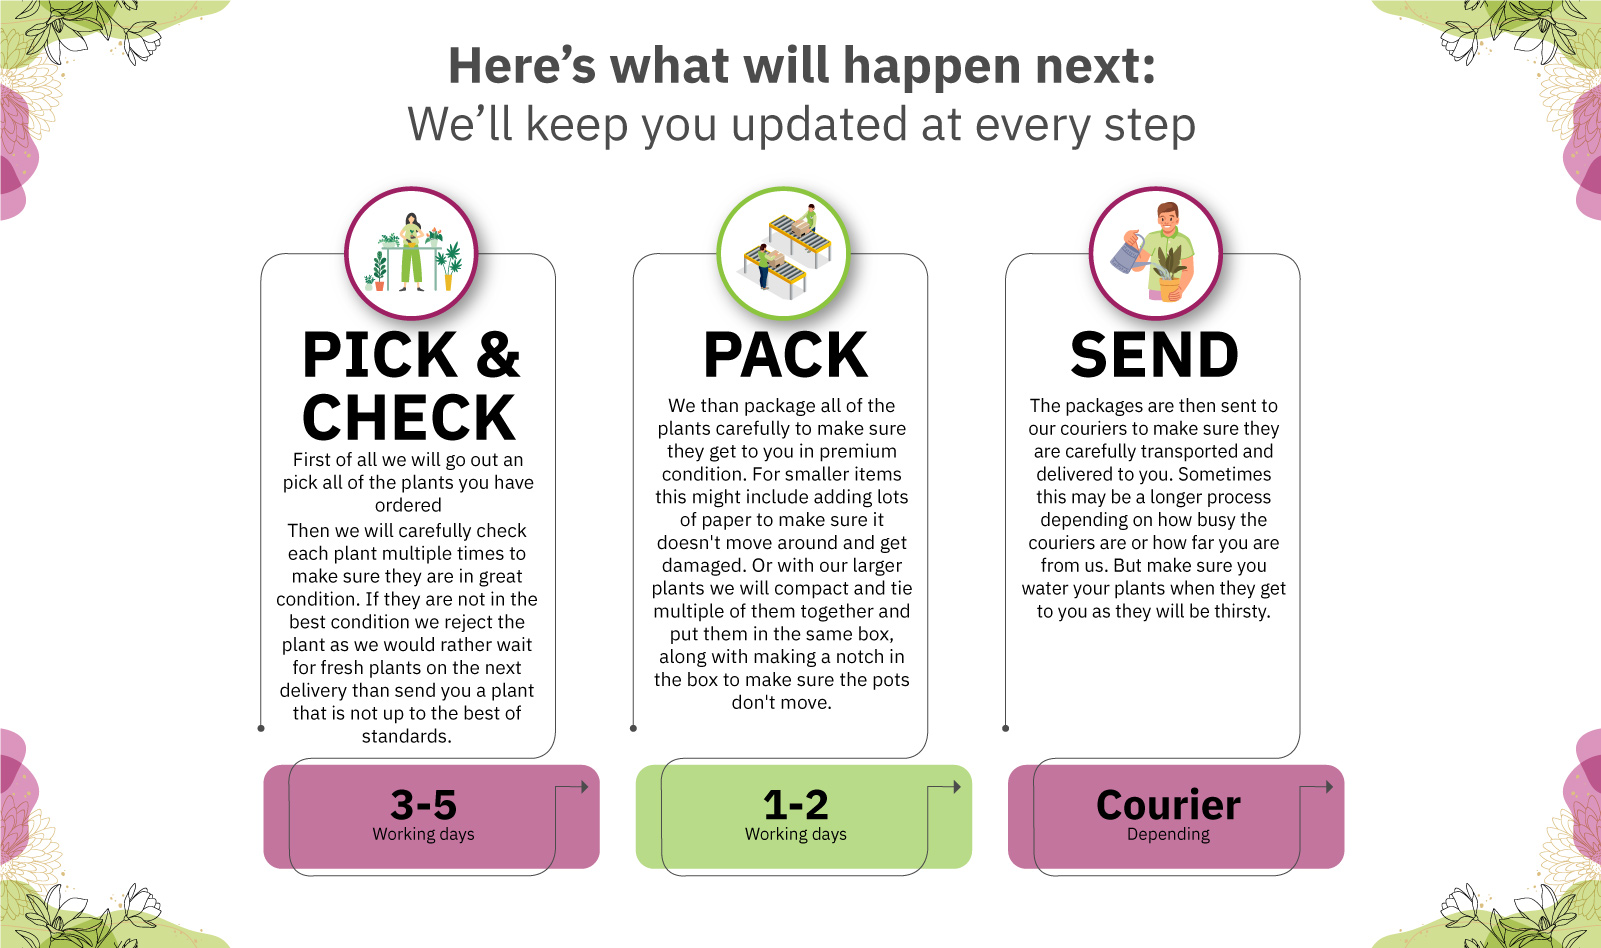 Here’s what will happen next:
We’ll keep you updated at every step
PICK &
CHECK
First of all we will go out an
pick all of the plants you have
ordered
Then we will carefully check
each plant multiple times to
make sure they are in great
condition. If they are not in the
best condition we reject the
plant as we would rather wait
for fresh plants on the next
delivery than send you a plant
that is not up to the best of
standards.
3-5
Working days
PACK
We than package all of the
plants carefully to make sure
they get to you in premium
condition. For smaller items
this might include adding lots
of paper to make sure it
doesn't move around and get
damaged. Or with our larger
plants we will compact and tie
multiple of them together and
put them in the same box,
along with making a notch in
the box to make sure the pots
don't move.
1-2
Working days
SEND
The packages are then sent to
our couriers to make sure they
are carefully transported and
delivered to you. Sometimes
this may be a longer process
depending on how busy the
couriers are or how far you are
from us. But make sure you
water your plants when they get
to you as they will be thirsty.
Courier
Depending